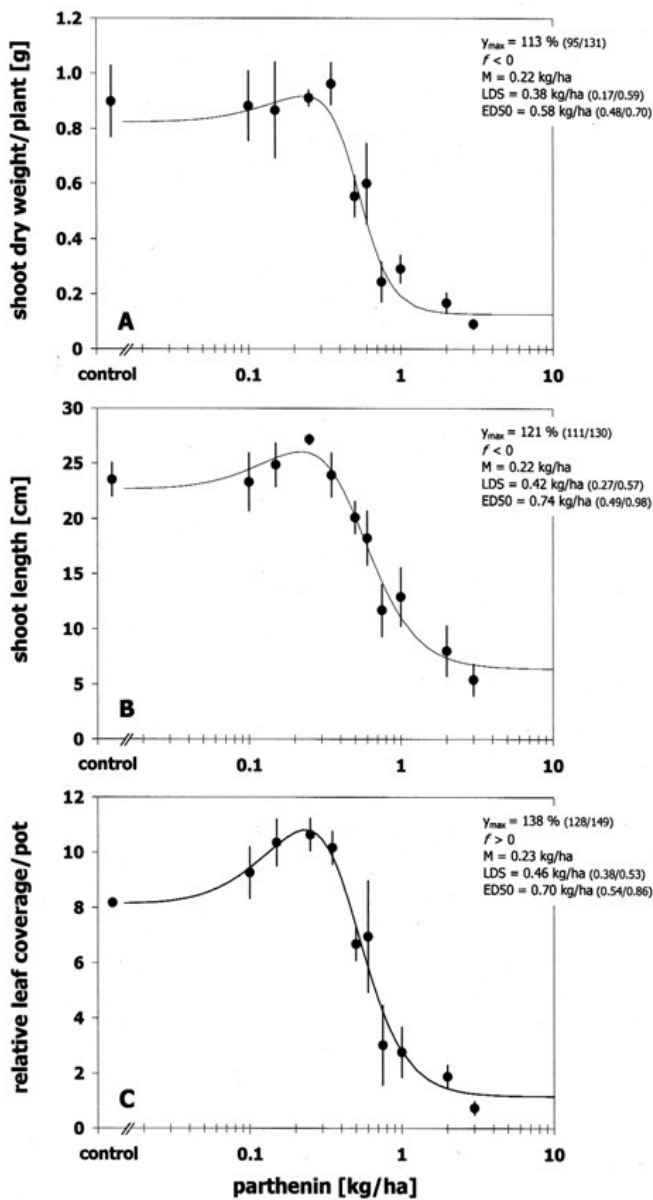 shoot dry weight/plant [g]
1.2
1.0
0.8
0.6
0.4
0.2
0
A
y_max = 113 % (95/131)
f < 0
M = 0.22 kg/ha
LDS = 0.38 kg/ha (0.17/0.59)
ED50 = 0.58 kg/ha (0.48/0.70)
control 0.1 1 10
shoot length [cm]
30
25
20
15
10
5
0
B
y_max = 121 % (111/130)
f < 0
M = 0.22 kg/ha
LDS = 0.42 kg/ha (0.27/0.57)
ED50 = 0.74 kg/ha (0.49/0.98)
control 0.1 1 10
relative leaf coverage/pot
12
10
8
6
4
2
0
C
y_max = 138 % (128/149)
f > 0
M = 0.23 kg/ha
LDS = 0.46 kg/ha (0.38/0.53)
ED50 = 0.70 kg/ha (0.54/0.86)
control 0.1 1 10
parthenin [kg/ha]